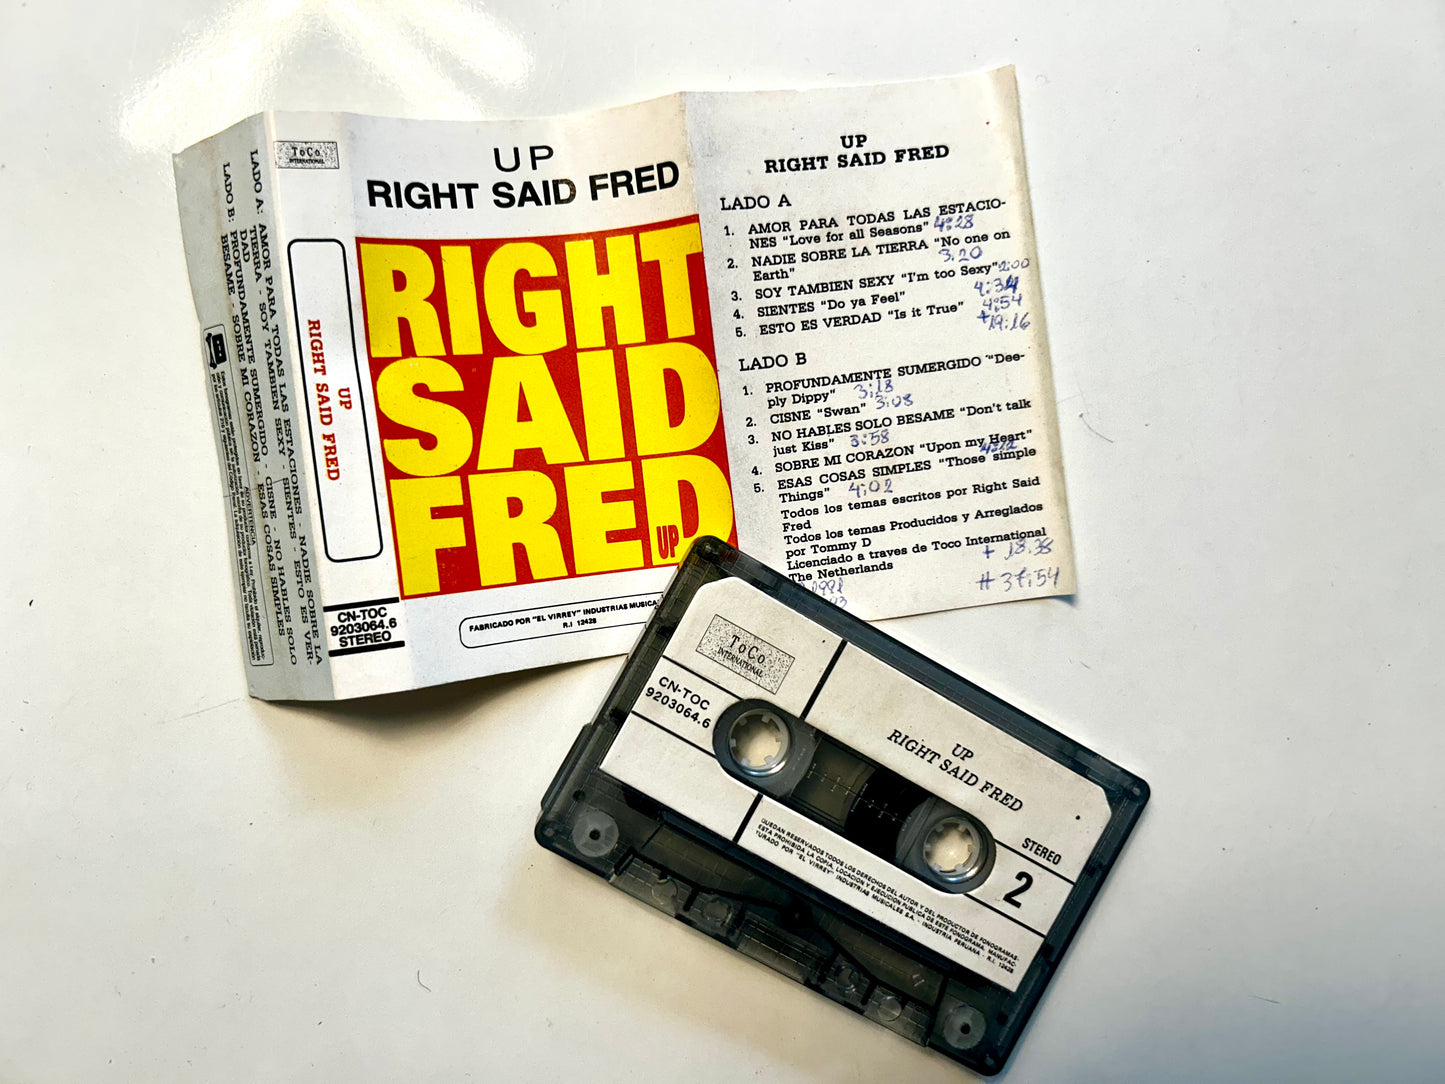 LADO A: AMOR PARA TODAS LAS ESTACIONES - NADIE SOBRE LA
TIERRA - SOY TAMBIEN SEXY - SIENTES - ESTO ES VER-
DAD
LADO B: PROFUNDAMENTE SUMERGIDO - CISNE - NO HABLES SOLO
BESAME - SOBRE MI CORAZON - ESAS COSAS SIMPLES
ADVERTENCIA
ToCo
INTERNATIONAL
UP
RIGHT SAID FRED
CN-TOC
9203064.6
STEREO
UP
RIGHT SAID FRED
RIGHT
SAID
FRED
UP
FABRICADO POR "EL VIRREY" INDUSTRIAS MUSICA
R.I 12428
UP
RIGHT SAID FRED
LADO A
1. AMOR PARA TODAS LAS ESTACIO-
NES "Love for all Seasons" 4:28
2. NADIE SOBRE LA TIERRA "No one on
Earth" 3:20
3. SOY TAMBIEN SEXY "I'm too Sexy" 2:00
4. SIENTES "Do ya Feel" 4:34
5. ESTO ES VERDAD "Is it True" 4:54
+19:16
LADO B
1. PROFUNDAMENTE SUMERGIDO "Dee-
ply Dippy" 3:18
2. CISNE "Swan" 3:08
3. NO HABLES SOLO BESAME "Don't talk
just Kiss" 3:58
4. SOBRE MI CORAZON "Upon my Heart"
5. ESAS COSAS SIMPLES "Those simple
Things" 4:02
Todos los temas escritos por Right Said
Fred
Todos los temas Producidos y Arreglados
por Tommy D
Licenciado a traves de Toco International
The Netherlands + 18:38
1991 # 37:54
ToCo
INTERNATIONAL
CN-TOC
9203064.6
UP
RIGHT SAID FRED
STEREO
2
QUEDAN RESERVADOS TODOS LOS DERECHOS DEL AUTOR Y DEL PRODUCTOR DE FONOGRAMAS-
ESTA PROHIBIDA LA COPIA, LOCACION Y EJECUCION PUBLICA DE ESTE FONOGRAMA. MANUFAC-
TURADO POR "EL VIRREY" INDUSTRIAS MUSICALES S.A. - INDUSTRIA PERUANA - R.I. 12428